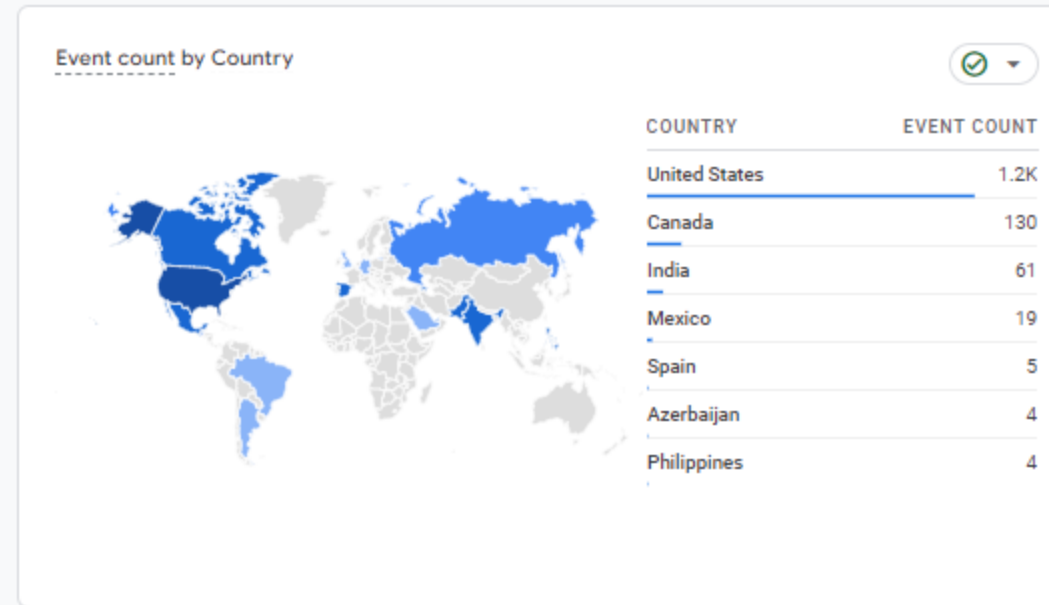 Event count by Country
COUNTRY EVENT COUNT
United States 1.2K
Canada 130
India 61
Mexico 19
Spain 5
Azerbaijan 4
Philippines 4